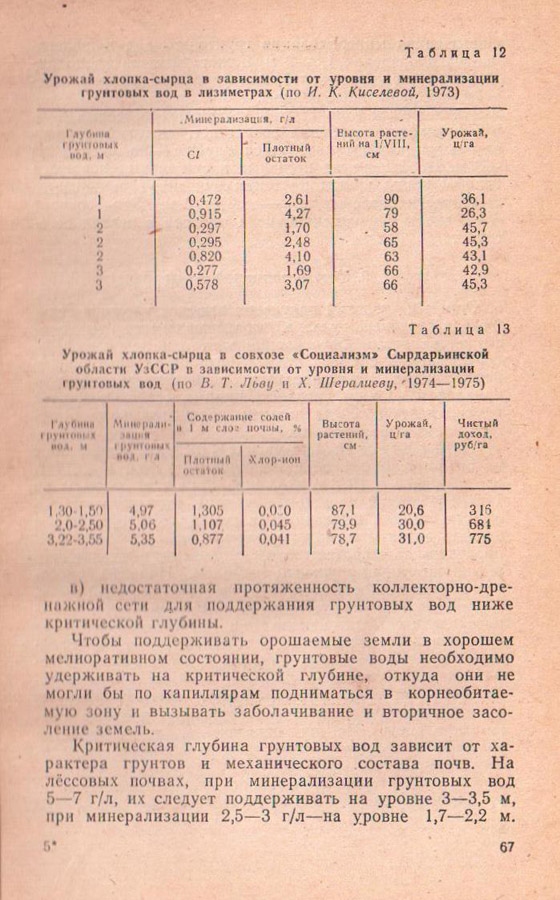 Таблица 12
Урожай хлопка-сырца в зависимости от уровня и минерализации
грунтовых вод в лизиметрах (по И. К. Киселевой, 1973)
Глубина грунтовых вод, м | Минерализация, г/л | Высота расте-ний на 1/VIII, см | Урожай, ц/га
Cl | Плотный остаток
1 0,472 2,61 90 36,1
1 0,915 4,27 79 26,3
2 0,297 1,70 58 45,7
2 0,295 2,48 65 45,3
2 0,820 4,10 63 43,1
3 0.277 1,69 66 42,9
3 0,578 3,07 66 45,3
Таблица 13
Урожай хлопка-сырца в совхозе «Социализм» Сырдарьинской
области УзССР в зависимости от уровня и минерализации
грунтовых вод (по В. Т. Льву и X. Шералиеву, 1974—1975)
Глубина грунтовых вод, м | Минерали-зация грунтовых вод, г/л | Содержание солей в 1 м слое почвы, % | Высота растений, см | Урожай, ц/га | Чистый доход, руб/га
Плотный остаток | Хлор-ион
1,30-1,50 4,97 1,305 87,1 20,6 316
2,0-2,50 5,06 1,107 0,045 79,9 30,0 681
3,22-3,55 5,35 0,877 0,041 78,7 31,0 775
в) недостаточная протяженность коллекторно-дре-
нажной сети для поддержания грунтовых вод ниже
критической глубины.
Чтобы поддерживать орошаемые земли в хорошем
мелиоративном состоянии, грунтовые воды необходимо
удерживать на критической глубине, откуда они не
могли бы по капиллярам подниматься в корнеобитае-
мую зону и вызывать заболачивание и вторичное засо-
ление земель.
Критическая глубина грунтовых вод зависит от ха-
рактера грунтов и механического состава почв. На
лёссовых почвах, при минерализации грунтовых вод
5—7 г/л, их следует поддерживать на уровне 3—3,5 м,
при минерализации 2,5—3 г/л—на уровне 1,7—2,2 м.
5* 67